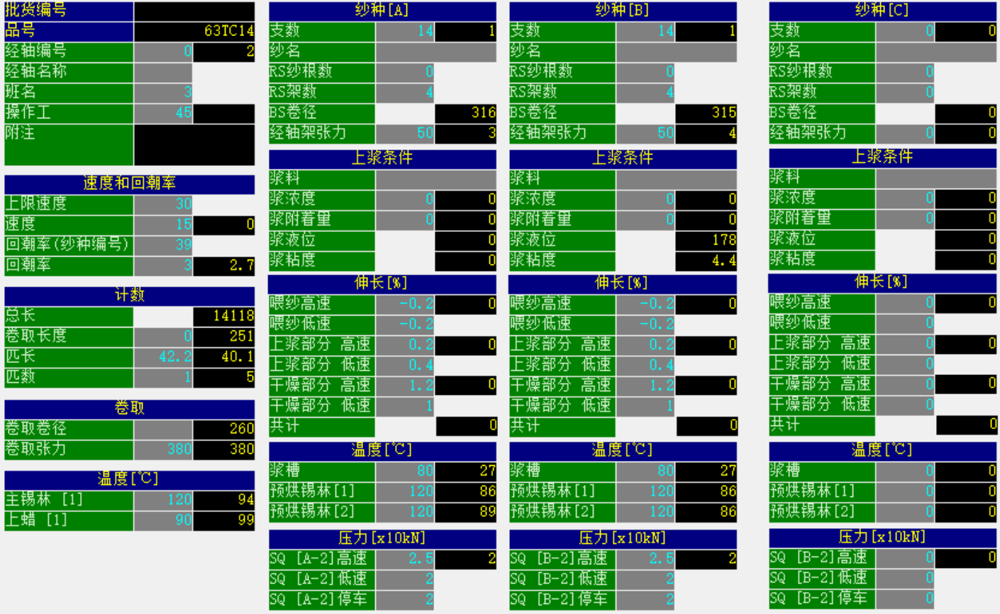 批货编号
品号 63TC14
经轴编号 0 2
经轴名称
班名 3
操作工 45
附注
速度和回潮率
上限速度 30
速度 15 0
回潮率(纱种编号) 39
回潮率 3 2.7
计数
总长 14118
卷取长度 0 251
匹长 42.2 40.1
匹数 1 5
卷取
卷取卷径 260
卷取张力 380 380
温度[℃]
主锡林 [1] 120 94
上蜡 [1] 90 99
纱种[A]
支数 14 1
纱名
RS纱根数 0
RS架数 4
BS卷径 316
经轴架张力 50 3
上浆条件
浆料
浆浓度 0 0
浆附着量 0 0
浆液位 0
浆粘度 0
伸长[%]
喂纱高速 -0.2 0
喂纱低速 -0.2
上浆部分 高速 0.2 0
上浆部分 低速 0.4
干燥部分 高速 1.2 0
干燥部分 低速 1
共计 0
温度[℃]
浆槽 80 27
预烘锡林[1] 120 86
预烘锡林[2] 120 89
压力[x10kN]
SQ [A-2]高速 2.5 2
SQ [A-2]低速 2
SQ [A-2]停车 2
纱种[B]
支数 14 1
纱名
RS纱根数 0
RS架数 4
BS卷径 315
经轴架张力 50 4
上浆条件
浆料
浆浓度 0 0
浆附着量 0 0
浆液位 178
浆粘度 4.4
伸长[%]
喂纱高速 -0.2 0
喂纱低速 -0.2
上浆部分 高速 0.2 0
上浆部分 低速 0.4
干燥部分 高速 1.2 0
干燥部分 低速 1
共计 0
温度[℃]
浆槽 80 27
预烘锡林[1] 120 86
预烘锡林[2] 120 86
压力[x10kN]
SQ [B-2]高速 2.5 2
SQ [B-2]低速 2
SQ [B-2]停车 2
纱种[C]
支数 0 0
纱名
RS纱根数 0
RS架数 0
BS卷径 0
经轴架张力 0 0
上浆条件
浆料
浆浓度 0 0
浆附着量 0 0
浆液位 0
浆粘度 0
伸长[%]
喂纱高速 0 0
喂纱低速 0
上浆部分 高速 0 0
上浆部分 低速 0
干燥部分 高速 0 0
干燥部分 低速 0
共计 0
温度[℃]
浆槽 0 0
预烘锡林[1] 0 0
预烘锡林[2] 0 0
压力[x10kN]
SQ [B-2]高速 0 0
SQ [B-2]低速 0
SQ [B-2]停车 0